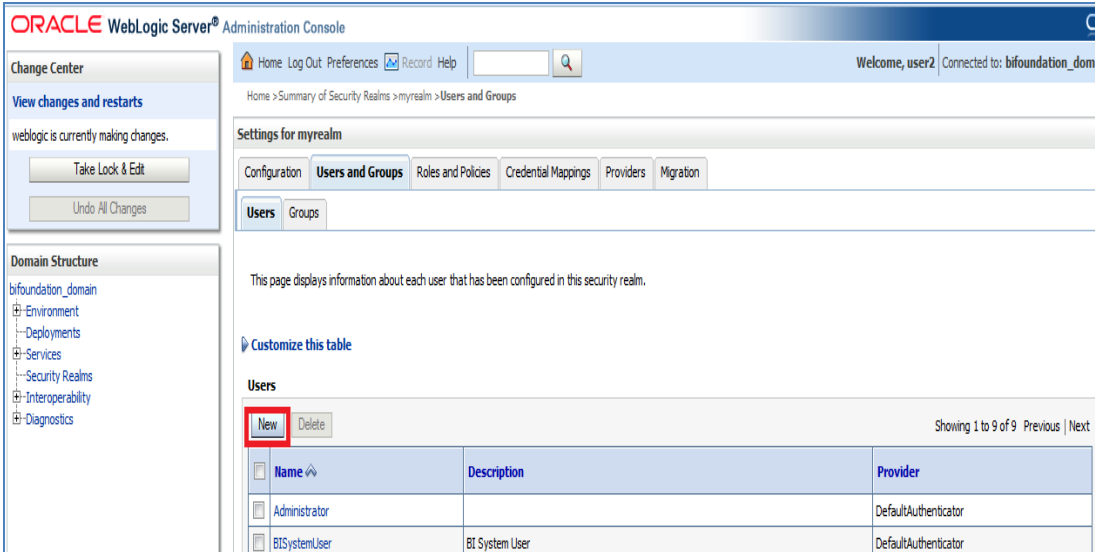 ORACLE WebLogic Server® Administration Console
Change Center
View changes and restarts
weblogic is currently making changes.
Take Lock & Edit
Undo All Changes
Domain Structure
bifoundation_domain
Environment
Deployments
Services
Security Realms
Interoperability
Diagnostics
Home Log Out Preferences Record Help
Welcome, user2 Connected to: bifoundation_dom
Home >Summary of Security Realms >myrealm >Users and Groups
Settings for myrealm
Configuration Users and Groups Roles and Policies Credential Mappings Providers Migration
Users Groups
This page displays information about each user that has been configured in this security realm.
Customize this table
Users
New Delete Showing 1 to 9 of 9 Previous | Next
Name Description Provider
Administrator DefaultAuthenticator
BISystemUser BI System User DefaultAuthenticator